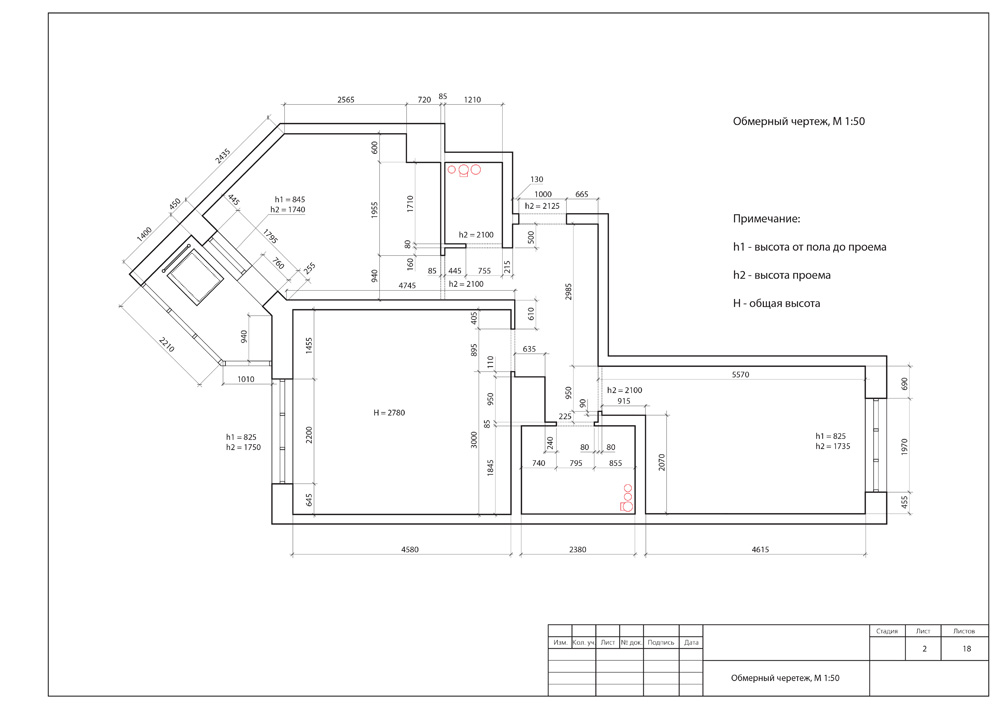 2565
720
85
1210
Обмерный чертеж, М 1:50
2435
600
130
1000
665
h2 = 2125
450
445
h1 = 845
h2 = 1740
1955
1710
Примечание:
h1 - высота от пола до проема
h2 - высота проема
H - общая высота
1400
1795
h2 = 2100
80
500
760
255
940
160
85
445
755
215
h2 = 2100
4745
2985
610
2210
940
1455
405
895
110
635
1010
950
950
5570
690
h2 = 2100
90
915
225
H = 2780
h1 = 825
h2 = 1750
2200
3000
85
240
80
80
h1 = 825
h2 = 1735
1970
740
795
855
1845
2070
645
455
4580
2380
4615
Изм.
Кол. уч
Лист
№ док.
Подпись
Дата
Стадия
Лист
Листов
2
18
Обмерный черетеж, М 1:50